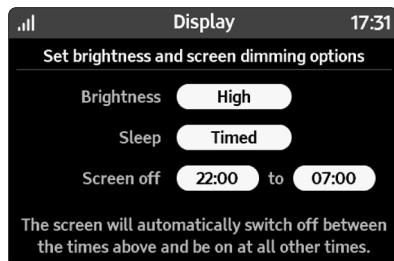 Display 17:31
Set brightness and screen dimming options
Brightness High
Sleep Timed
Screen off 22:00 to 07:00
The screen will automatically switch off between
the times above and be on at all other times.